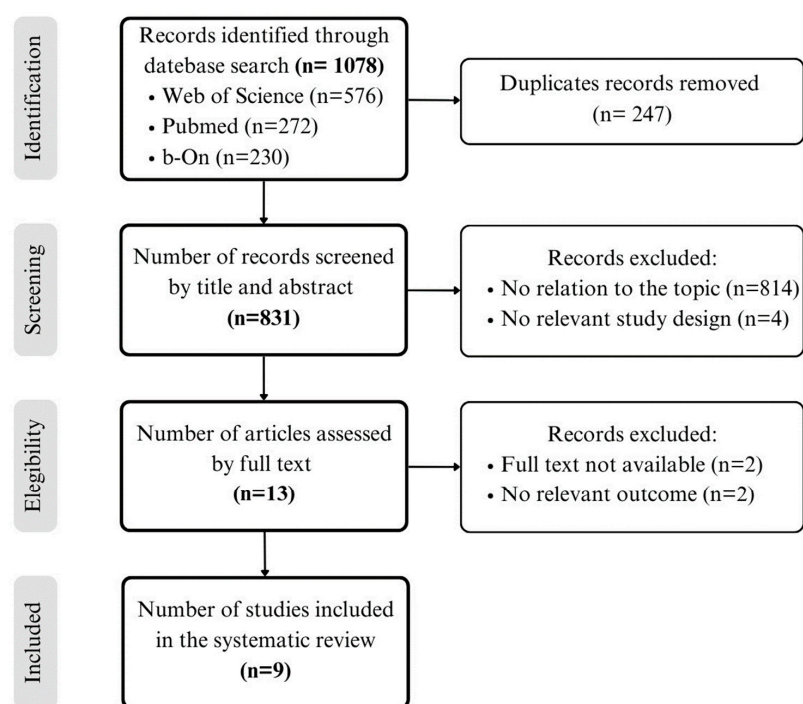 Identification
Records identified through
datebase search (n= 1078)
• Web of Science (n=576)
• Pubmed (n=272)
• b-On (n=230)
Duplicates records removed
(n= 247)
Screening
Number of records screened
by title and abstract
(n=831)
Records excluded:
• No relation to the topic (n=814)
• No relevant study design (n=4)
Elegibility
Number of articles assessed
by full text
(n=13)
Records excluded:
• Full text not available (n=2)
• No relevant outcome (n=2)
Included
Number of studies included
in the systematic review
(n=9)